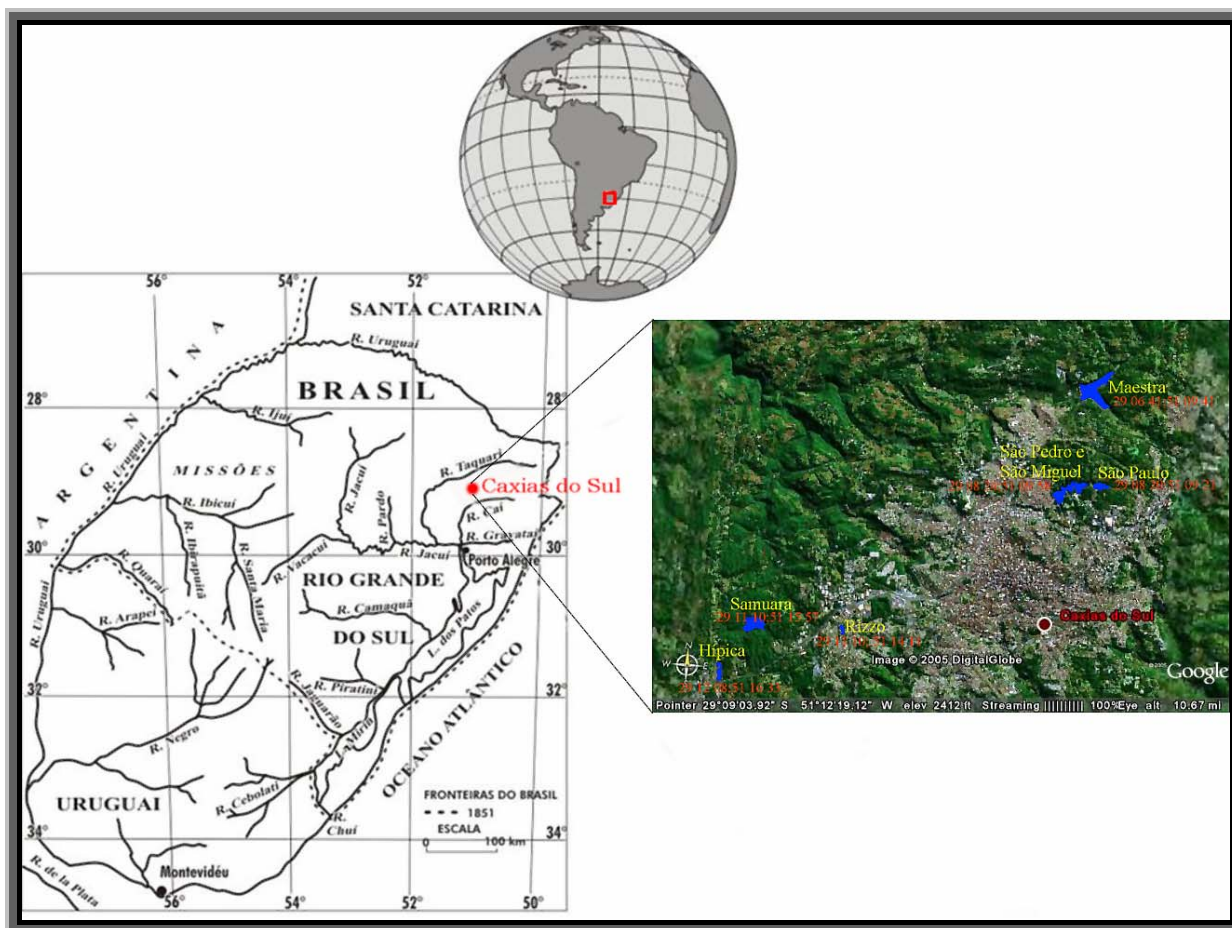 56°
54°
52°
SANTA CATARINA
ARGENTINA
R. Uruguai
BRASIL
28°
28°
R. Ijuí
R. Uruguai
MISSÕES
R. Taquari
R. Jacuí
Caxias do Sul
R. Ibicuí
R. Pardo
R. Caí
R. Gravataí
30°
30°
R. Ibirapuitã
R. Santa Maria
R. Vacacuí
R. Jacuí
Porto Alegre
R. Quaraí
RIO GRANDE
R. Uruguai
R. Arapeí
R. Camaquã
DO SUL
L. dos Patos
R. Piratini
32°
32°
R. Jaguarão
L. Mirim
OCEANO ATLÂNTICO
R. Negro
R. Cebolatí
URUGUAI
FRONTEIRAS DO BRASIL
1851
R. Chuí
ESCALA
0 100 km
34°
34°
Montevidéu
R. de la Plata
56°
54°
52°
50°
Maestra
São Pedro e
São Miguel
São Paulo
Samuara
Rizzo
Hípica
Caxias do Sul
W N E
Image © 2005 DigitalGlobe
©2005 Google
Pointer 29°09'03.92" S 51°12'19.12" W elev 2412 ft Streaming |||||||||| 100% Eye alt 10.67 mi